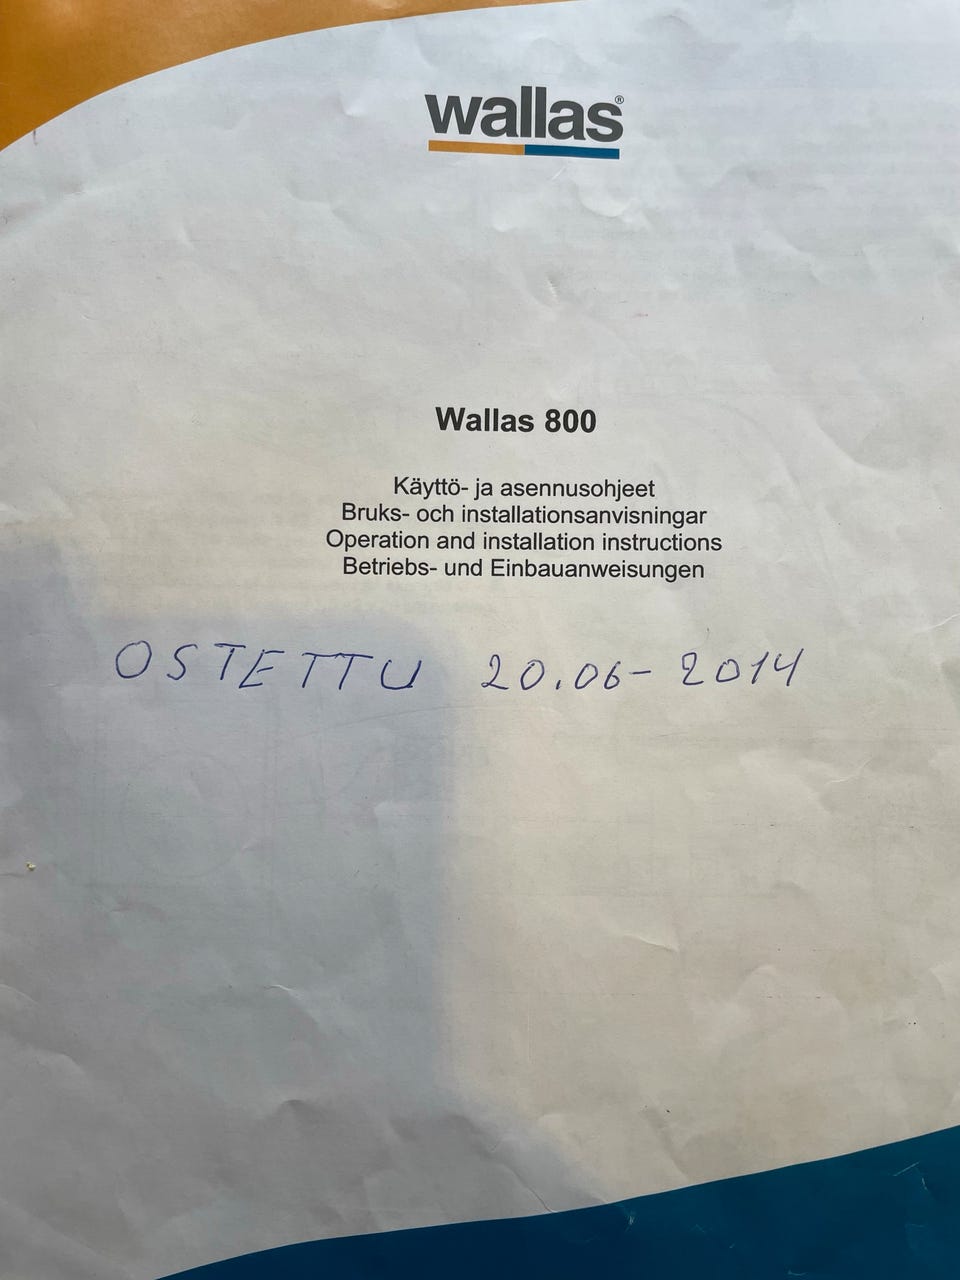 wallas®
Wallas 800
Käyttö- ja asennusohjeet
Bruks- och installationsanvisningar
Operation and installation instructions
Betriebs- und Einbauanweisungen
OSTETTU 20.06-2014